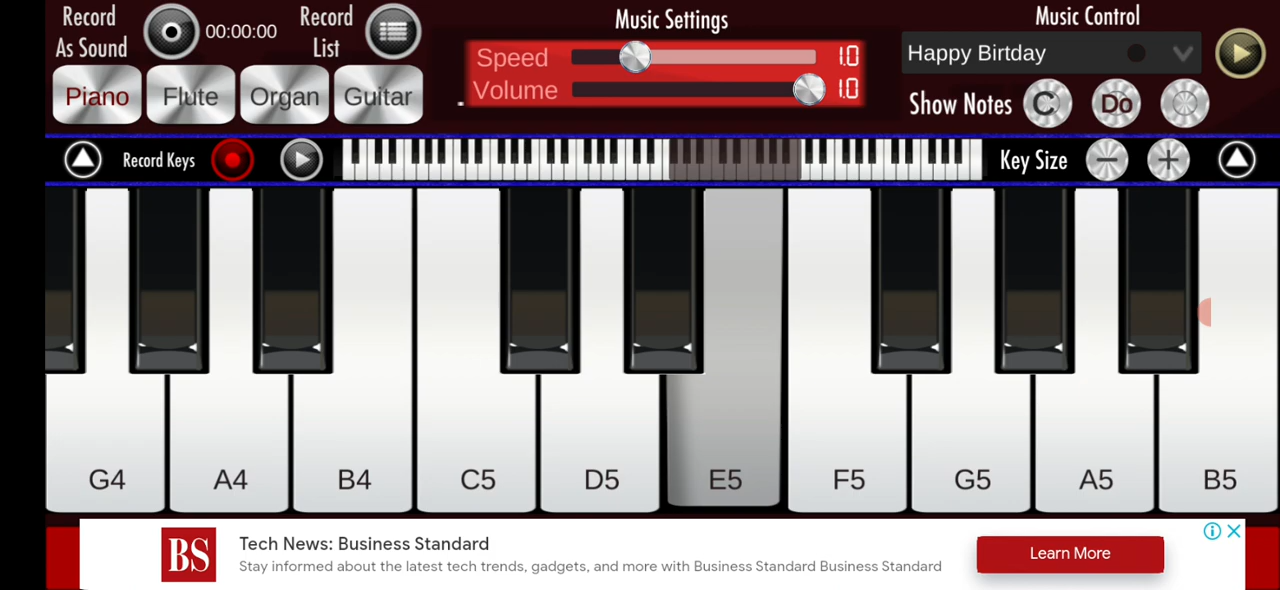 Record
As Sound
00:00:00
Record
List
Music Settings
Speed 1.0
Volume 1.0
Music Control
Happy Birtday
Show Notes C Do
Piano Flute Organ Guitar
Record Keys
Key Size
G4 A4 B4 C5 D5 E5 F5 G5 A5 B5
BS
Tech News: Business Standard
Stay informed about the latest tech trends, gadgets, and more with Business Standard Business Standard
Learn More